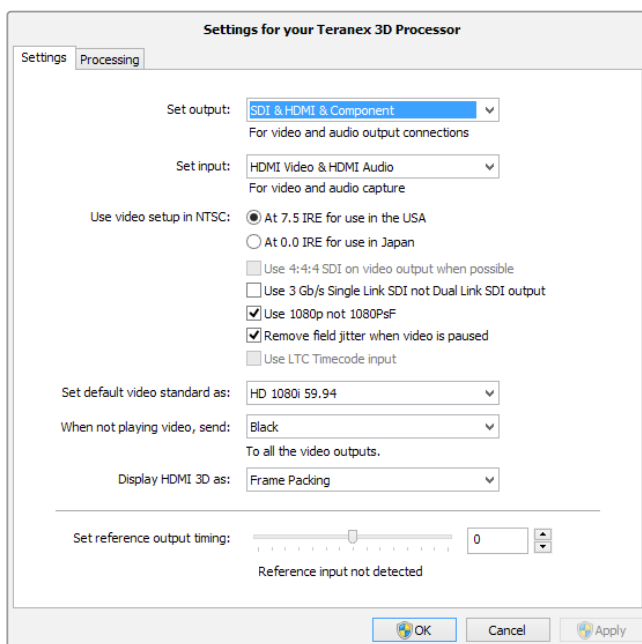 Settings for your Teranex 3D Processor
Settings Processing
Set output: SDI & HDMI & Component
For video and audio output connections
Set input: HDMI Video & HDMI Audio
For video and audio capture
Use video setup in NTSC: At 7.5 IRE for use in the USA
At 0.0 IRE for use in Japan
Use 4:4:4 SDI on video output when possible
Use 3 Gb/s Single Link SDI not Dual Link SDI output
Use 1080p not 1080PsF
Remove field jitter when video is paused
Use LTC Timecode input
Set default video standard as: HD 1080i 59.94
When not playing video, send: Black
To all the video outputs.
Display HDMI 3D as: Frame Packing
Set reference output timing: 0
Reference input not detected
OK Cancel Apply